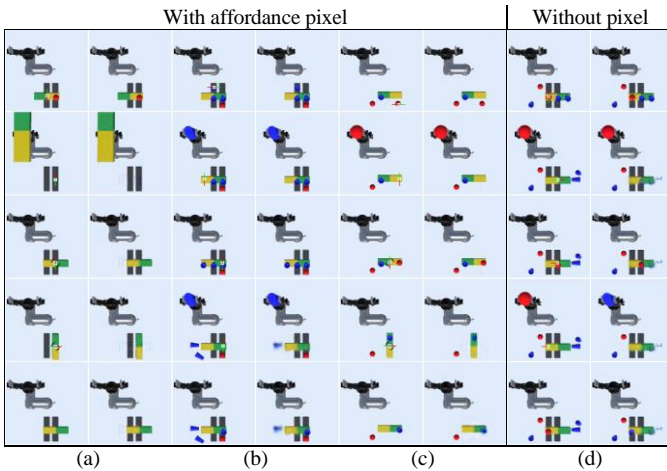 With affordance pixel
Without pixel
(a)
(b)
(c)
(d)